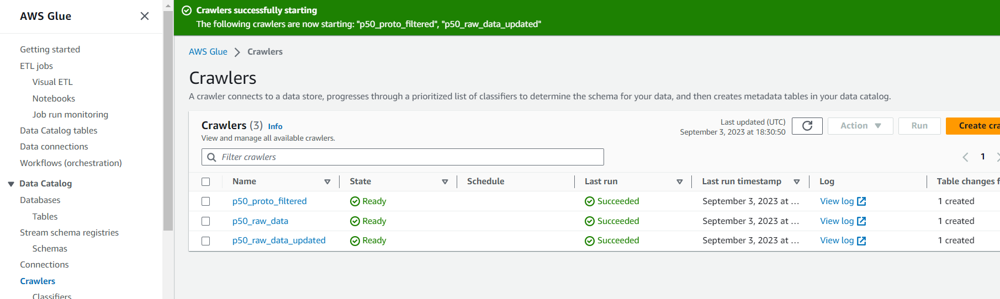 AWS Glue
Getting started
ETL jobs
Visual ETL
Notebooks
Job run monitoring
Data Catalog tables
Data connections
Workflows (orchestration)
Data Catalog
Databases
Tables
Stream schema registries
Schemas
Connections
Crawlers
Classifiers
Crawlers successfully starting
The following crawlers are now starting: "p50_proto_filtered", "p50_raw_data_updated"
AWS Glue Crawlers
Crawlers
A crawler connects to a data store, progresses through a prioritized list of classifiers to determine the schema for your data, and then creates metadata tables in your data catalog.
Crawlers (3) Info
View and manage all available crawlers.
Last updated (UTC)
September 3, 2023 at 18:30:50
Action Run Create cra
Filter crawlers
1
Name State Schedule Last run Last run timestamp Log Table changes f
p50_proto_filtered Ready Succeeded September 3, 2023 at ... View log 1 created
p50_raw_data Ready Succeeded September 3, 2023 at ... View log 1 created
p50_raw_data_updated Ready Succeeded September 3, 2023 at ... View log 1 created